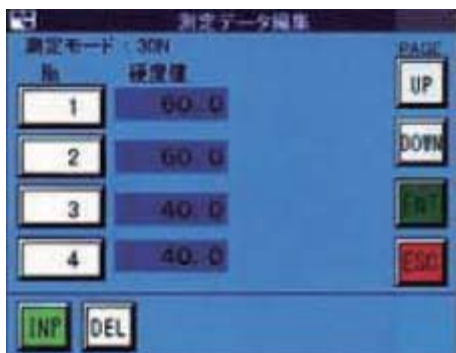 測定データ編集
測定モード : 30N
PAGE
No 硬度値
UP
1 60.0
DOWN
2 60.0
ENT
3 40.0
4 40.0
ESC
INP DEL